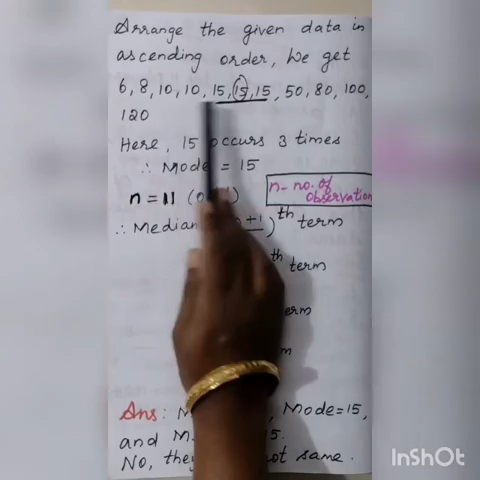 Arrange the given data in
ascending order, We get
6, 8, 10, 10, 15, 15, 15, 50, 80, 100,
120
Here, 15 occurs 3 times
∴ Mode = 15
n = 11
n - no. of
observation
∴ Median +1)th term
th term
erm
m
Ans: M , Mode=15,
and M 5.
No, they not same.
InShOt